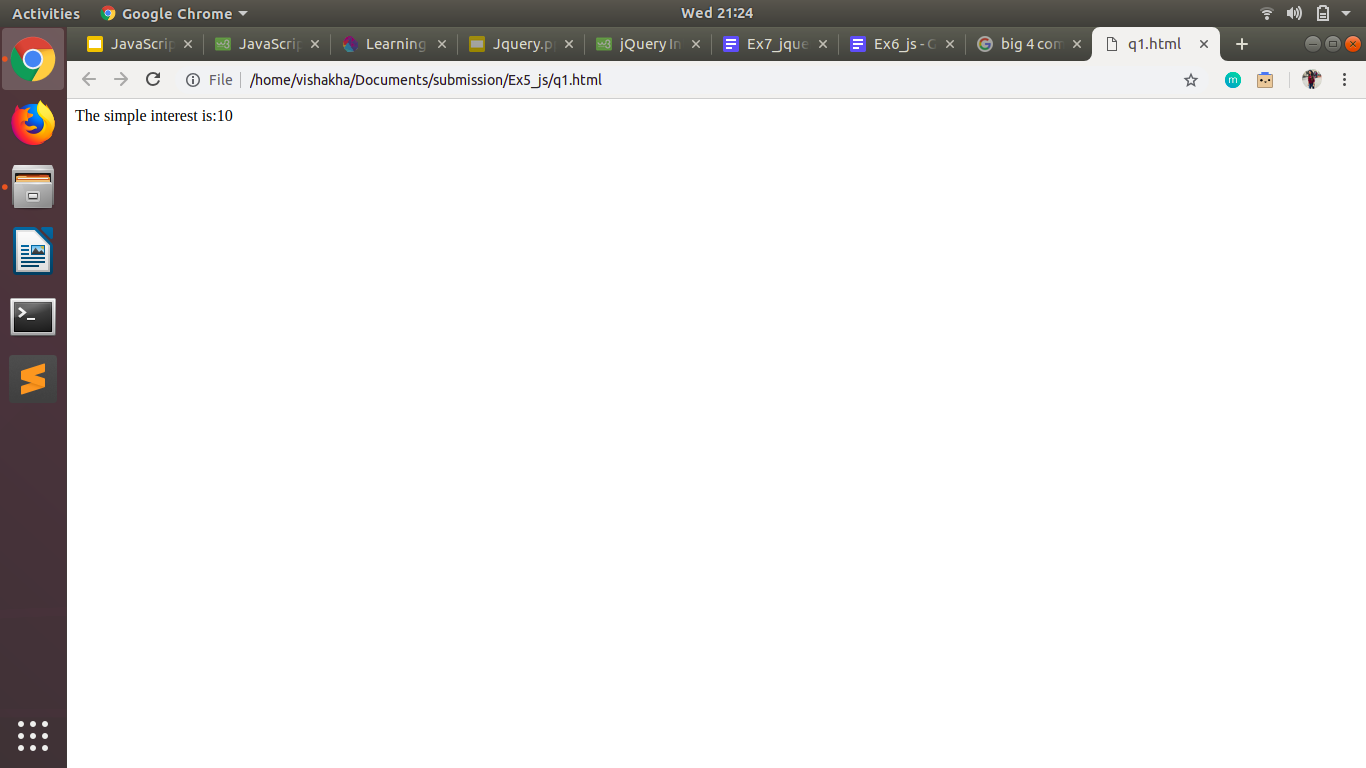 Activities Google Chrome Wed 21:24
JavaScrip JavaScrip Learning Jquery.p jQuery In Ex7_jque Ex6_js - G big 4 com q1.html
File /home/vishakha/Documents/submission/Ex5_js/q1.html m
The simple interest is:10